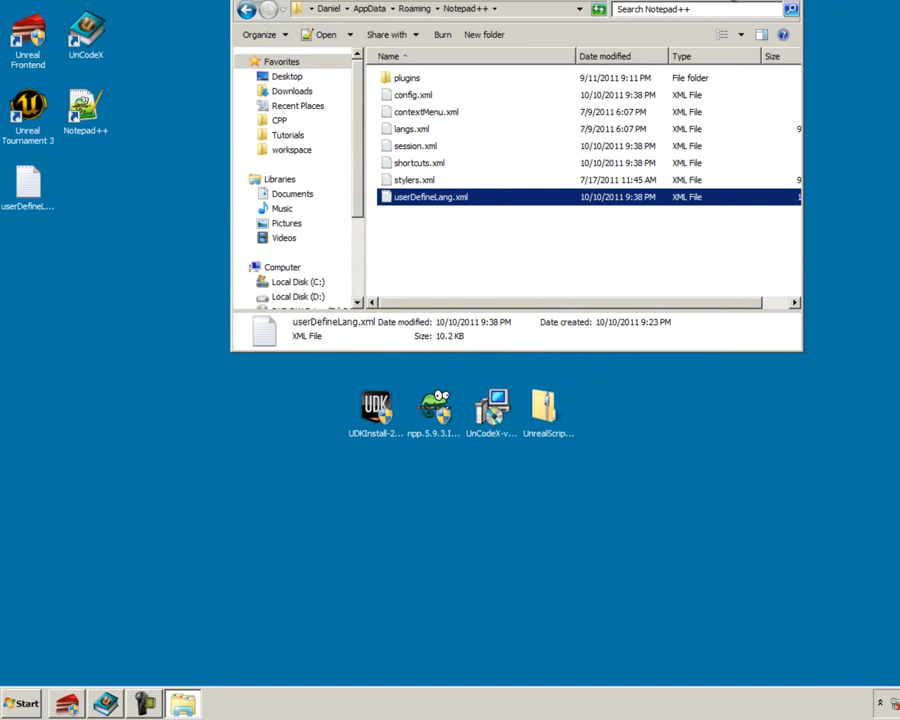 Daniel AppData Roaming Notepad++
Search Notepad++
Organize Open Share with Burn New folder
Name Date modified Type Size
Favorites
Desktop
Downloads
Recent Places
CPP
Tutorials
workspace
Libraries
Documents
Music
Pictures
Videos
Computer
Local Disk (C:)
Local Disk (D:)
plugins 9/11/2011 9:11 PM File folder
config.xml 10/10/2011 9:38 PM XML File
contextMenu.xml 7/9/2011 6:07 PM XML File
langs.xml 7/9/2011 6:07 PM XML File 9
session.xml 10/10/2011 9:38 PM XML File
shortcuts.xml 10/10/2011 9:38 PM XML File
stylers.xml 7/17/2011 11:45 AM XML File 9
userDefineLang.xml 10/10/2011 9:38 PM XML File 1
userDefineLang.xml Date modified: 10/10/2011 9:38 PM Date created: 10/10/2011 9:23 PM
XML File Size: 10.2 KB
Unreal
Frontend
UnCodeX
Unreal
Tournament 3
Notepad++
userDefineL...
UDK
UDKInstall-2...
npp.5.9.3.I...
UnCodeX-v...
UnrealScrip...
Start